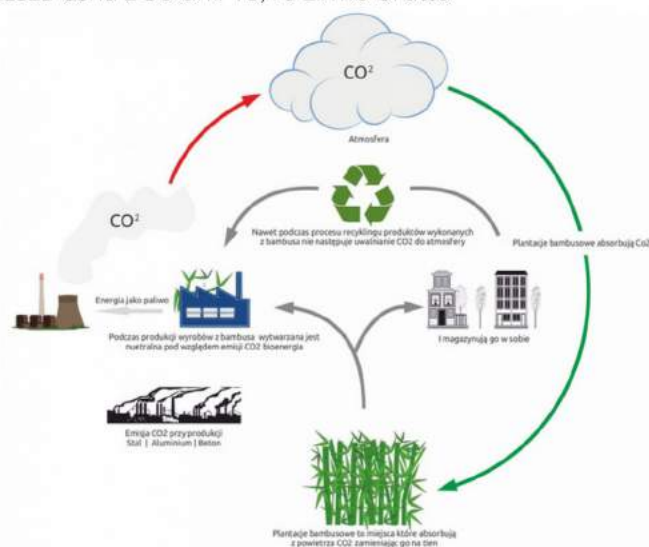 CO²
Atmosfera
CO²
Nawet podczas procesu recyklingu produktów wykonanych
z bambusa nie następuje uwalnianie CO2 do atmosfery
Plantacje bambusowe absorbują Co2
Energia jako paliwo
Podczas produkcji wyrobów z bambusa wytwarzana jest
nuetralna pod względem emisji CO2 bioenergia
I magazynują go w sobie
Emisja CO2 przy produkcji
Stal | Aluminium | Beton
Plantacje bambusowe to miejsca które absorbują
z powietrza CO2 zamieniając go na tlen